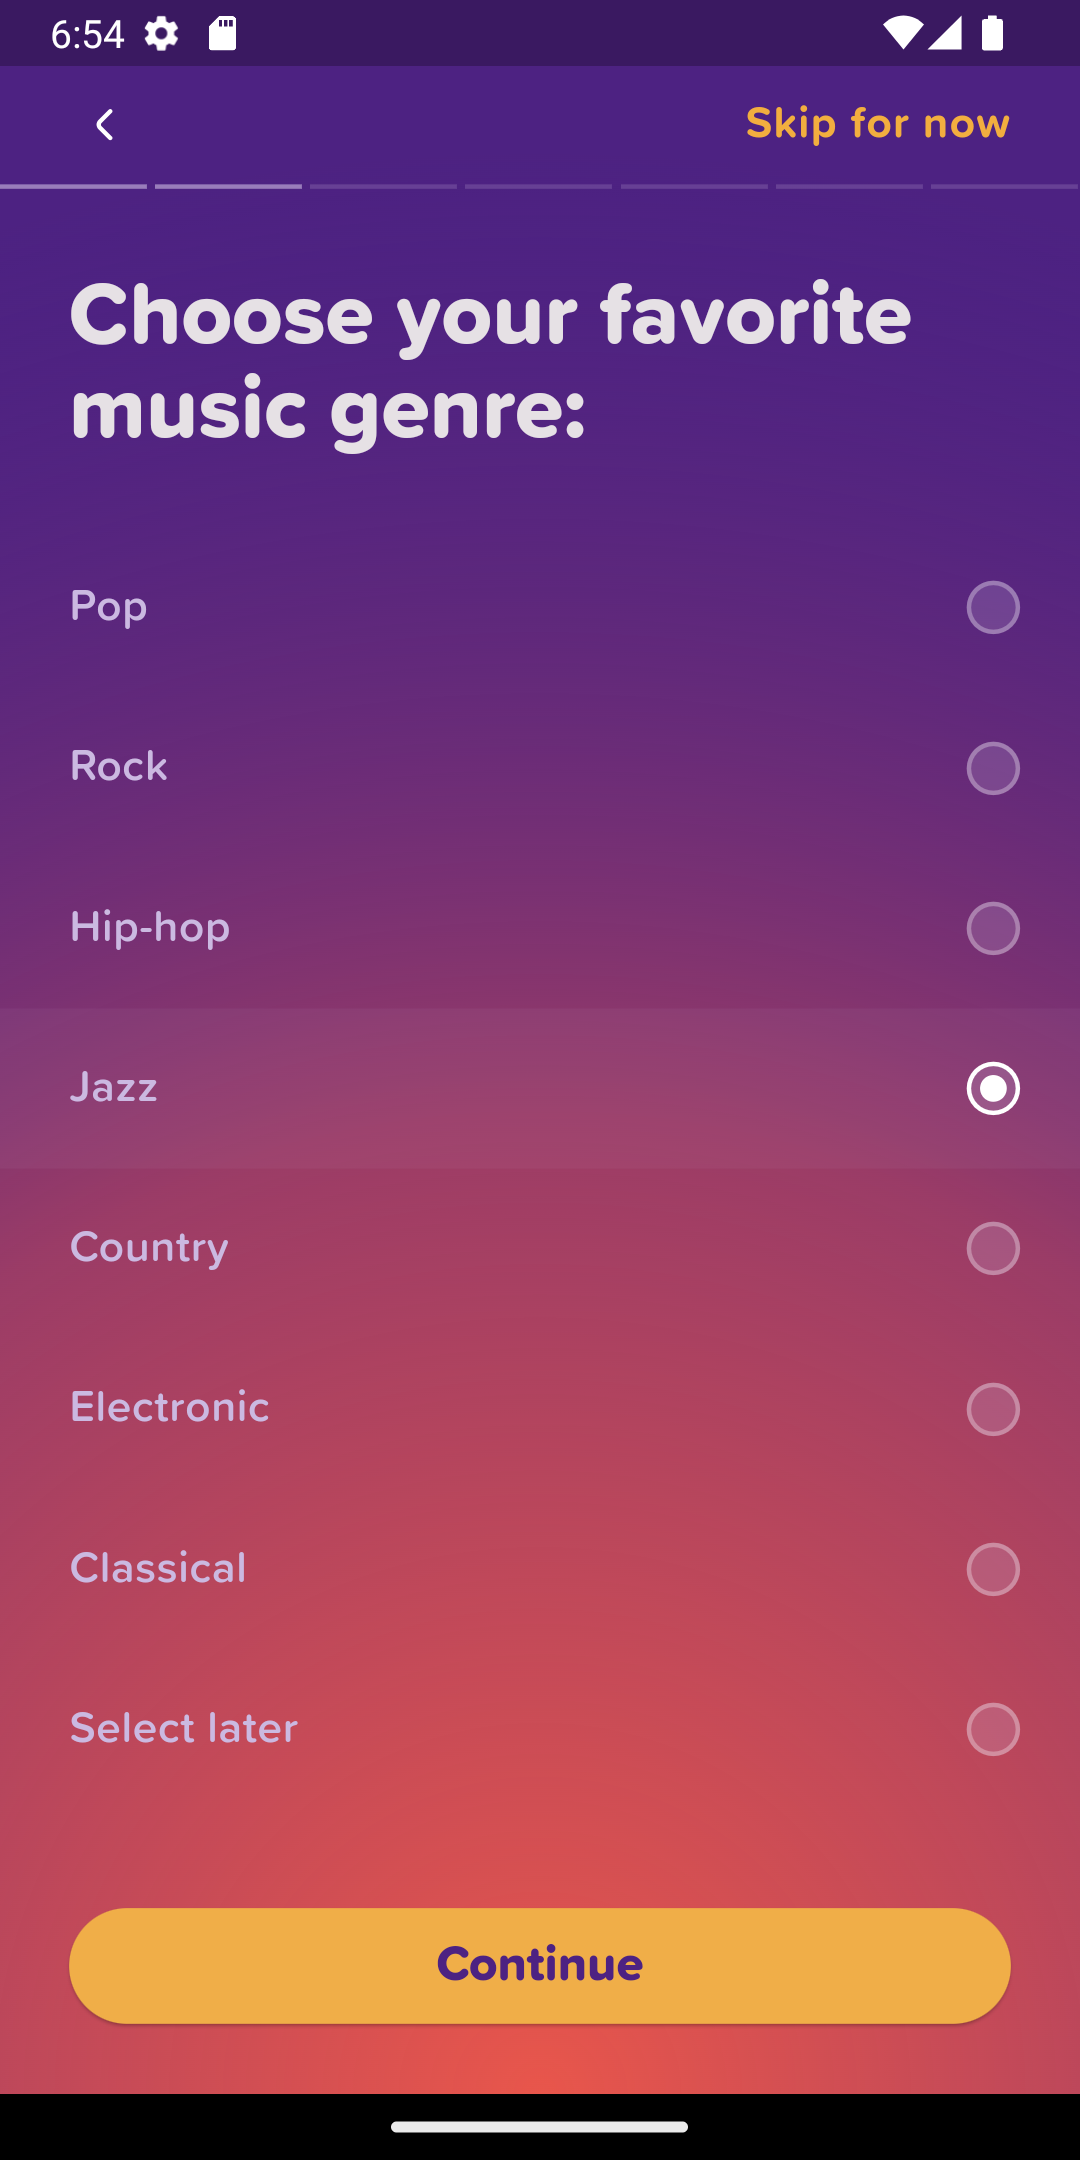 6:54
Skip for now
Choose your favorite
music genre:
Pop
Rock
Hip-hop
Jazz
Country
Electronic
Classical
Select later
Continue